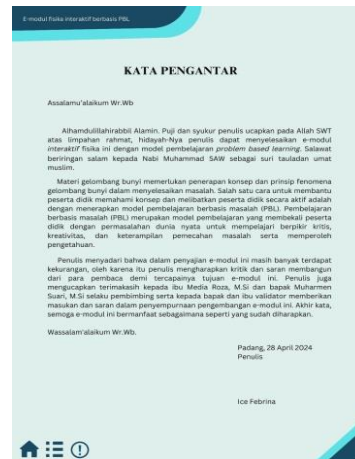 E-modul fisika interaktif berbasis PBL
KATA PENGANTAR
Assalamu'alaikum Wr.Wb
Alhamdulillahirabbil Alamin. Puji dan syukur penulis ucapkan pada Allah SWT
atas limpahan rahmat, hidayah-Nya penulis dapat menyelesaikan e-modul
interaktif fisika ini dengan model pembelajaran problem based learning. Salawat
beriringan salam kepada Nabi Muhammad SAW sebagai suri tauladan umat
muslim.
Materi gelombang bunyi memerlukan penerapan konsep dan prinsip fenomena
gelombang bunyi dalam menyelesaikan masalah. Salah satu cara untuk membantu
peserta didik memahami konsep dan melibatkan peserta didik secara aktif adalah
dengan menerapkan model pembelajaran berbasis masalah (PBL). Pembelajaran
berbasis masalah (PBL) merupakan model pembelajaran yang membekali peserta
didik dengan permasalahan dunia nyata untuk mempelajari berpikir kritis,
kreativitas, dan keterampilan pemecahan masalah serta memperoleh
pengetahuan.
Penulis menyadari bahwa dalam penyajian e-modul ini masih banyak terdapat
kekurangan, oleh karena itu penulis mengharapkan kritik dan saran membangun
dari para pembaca demi tercapainya tujuan e-modul ini. Penulis juga
mengucapkan terimakasih kepada ibu Media Roza, M.Si dan bapak Muharmen
Suari, M.Si selaku pembimbing serta kepada bapak dan ibu validator memberikan
masukan dan saran dalam penyempurnaan pengembangan e-modul ini. Akhir kata,
semoga e-modul ini bermanfaat sebagaimana seperti yang sudah diharapkan.
Wassalam'alaikum Wr.Wb.
Padang, 28 April 2024
Penulis
Ice Febrina